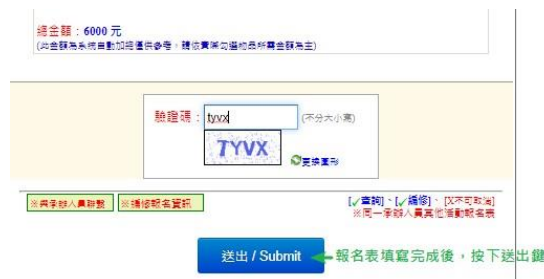 總金額：6000 元
(此金額為系統自動加總僅供參考，請依實際勾選物品所需金額為主)
驗證碼： tyvx (不分大小寫)
TYVX 更換圖形
※與承辦人員聯繫 ※補修報名資訊 [✓查詢]、[✓編修]、[X不可取消]
※同一承辦人員其他活動報名表
送出 / Submit 報名表填寫完成後，按下送出鍵